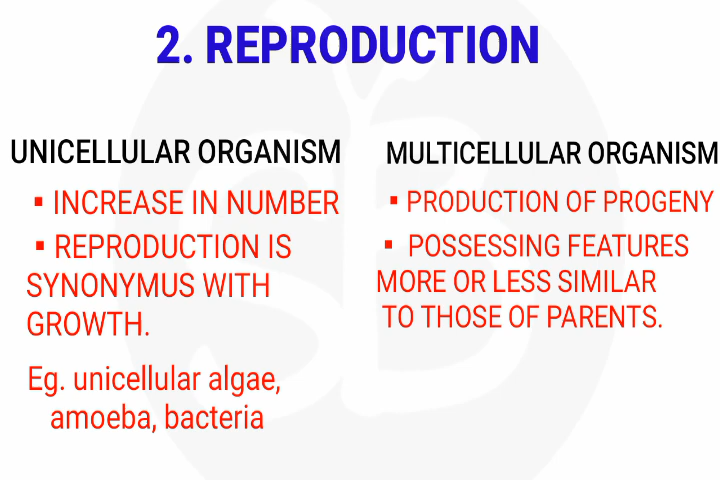 2. REPRODUCTION
UNICELLULAR ORGANISM
▪ INCREASE IN NUMBER
▪ REPRODUCTION IS
SYNONYMUS WITH
GROWTH.
Eg. unicellular algae,
amoeba, bacteria
MULTICELLULAR ORGANISM
▪ PRODUCTION OF PROGENY
▪ POSSESSING FEATURES
MORE OR LESS SIMILAR
TO THOSE OF PARENTS.